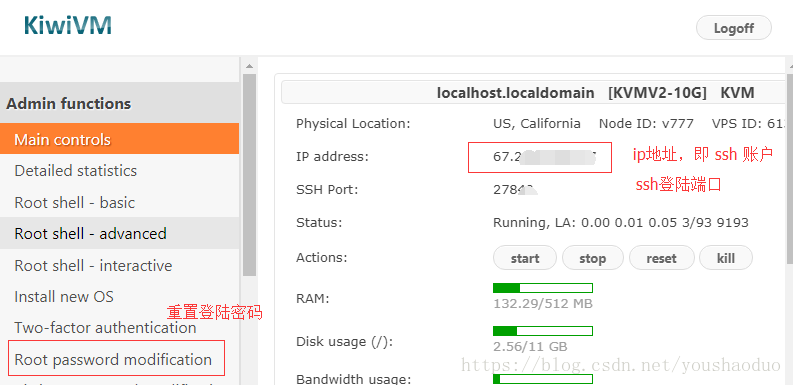 KiwiVM
Logoff
Admin functions
Main controls
Detailed statistics
Root shell - basic
Root shell - advanced
Root shell - interactive
Install new OS
重置登陆密码
Two-factor authentication
Root password modification
localhost.localdomain [KVMV2-10G] KVM
Physical Location: US, California Node ID: v777 VPS ID:
IP address: 67.2
ip地址，即 ssh 账户
SSH Port: 2784
ssh登陆端口
Status: Running, LA: 0.00 0.01 0.05 3/93 9193
Actions: start stop reset kill
RAM:
132.29/512 MB
Disk usage (/):
2.56/11 GB
Bandwidth usage:
https://blog.csdn.net/youshaoduo